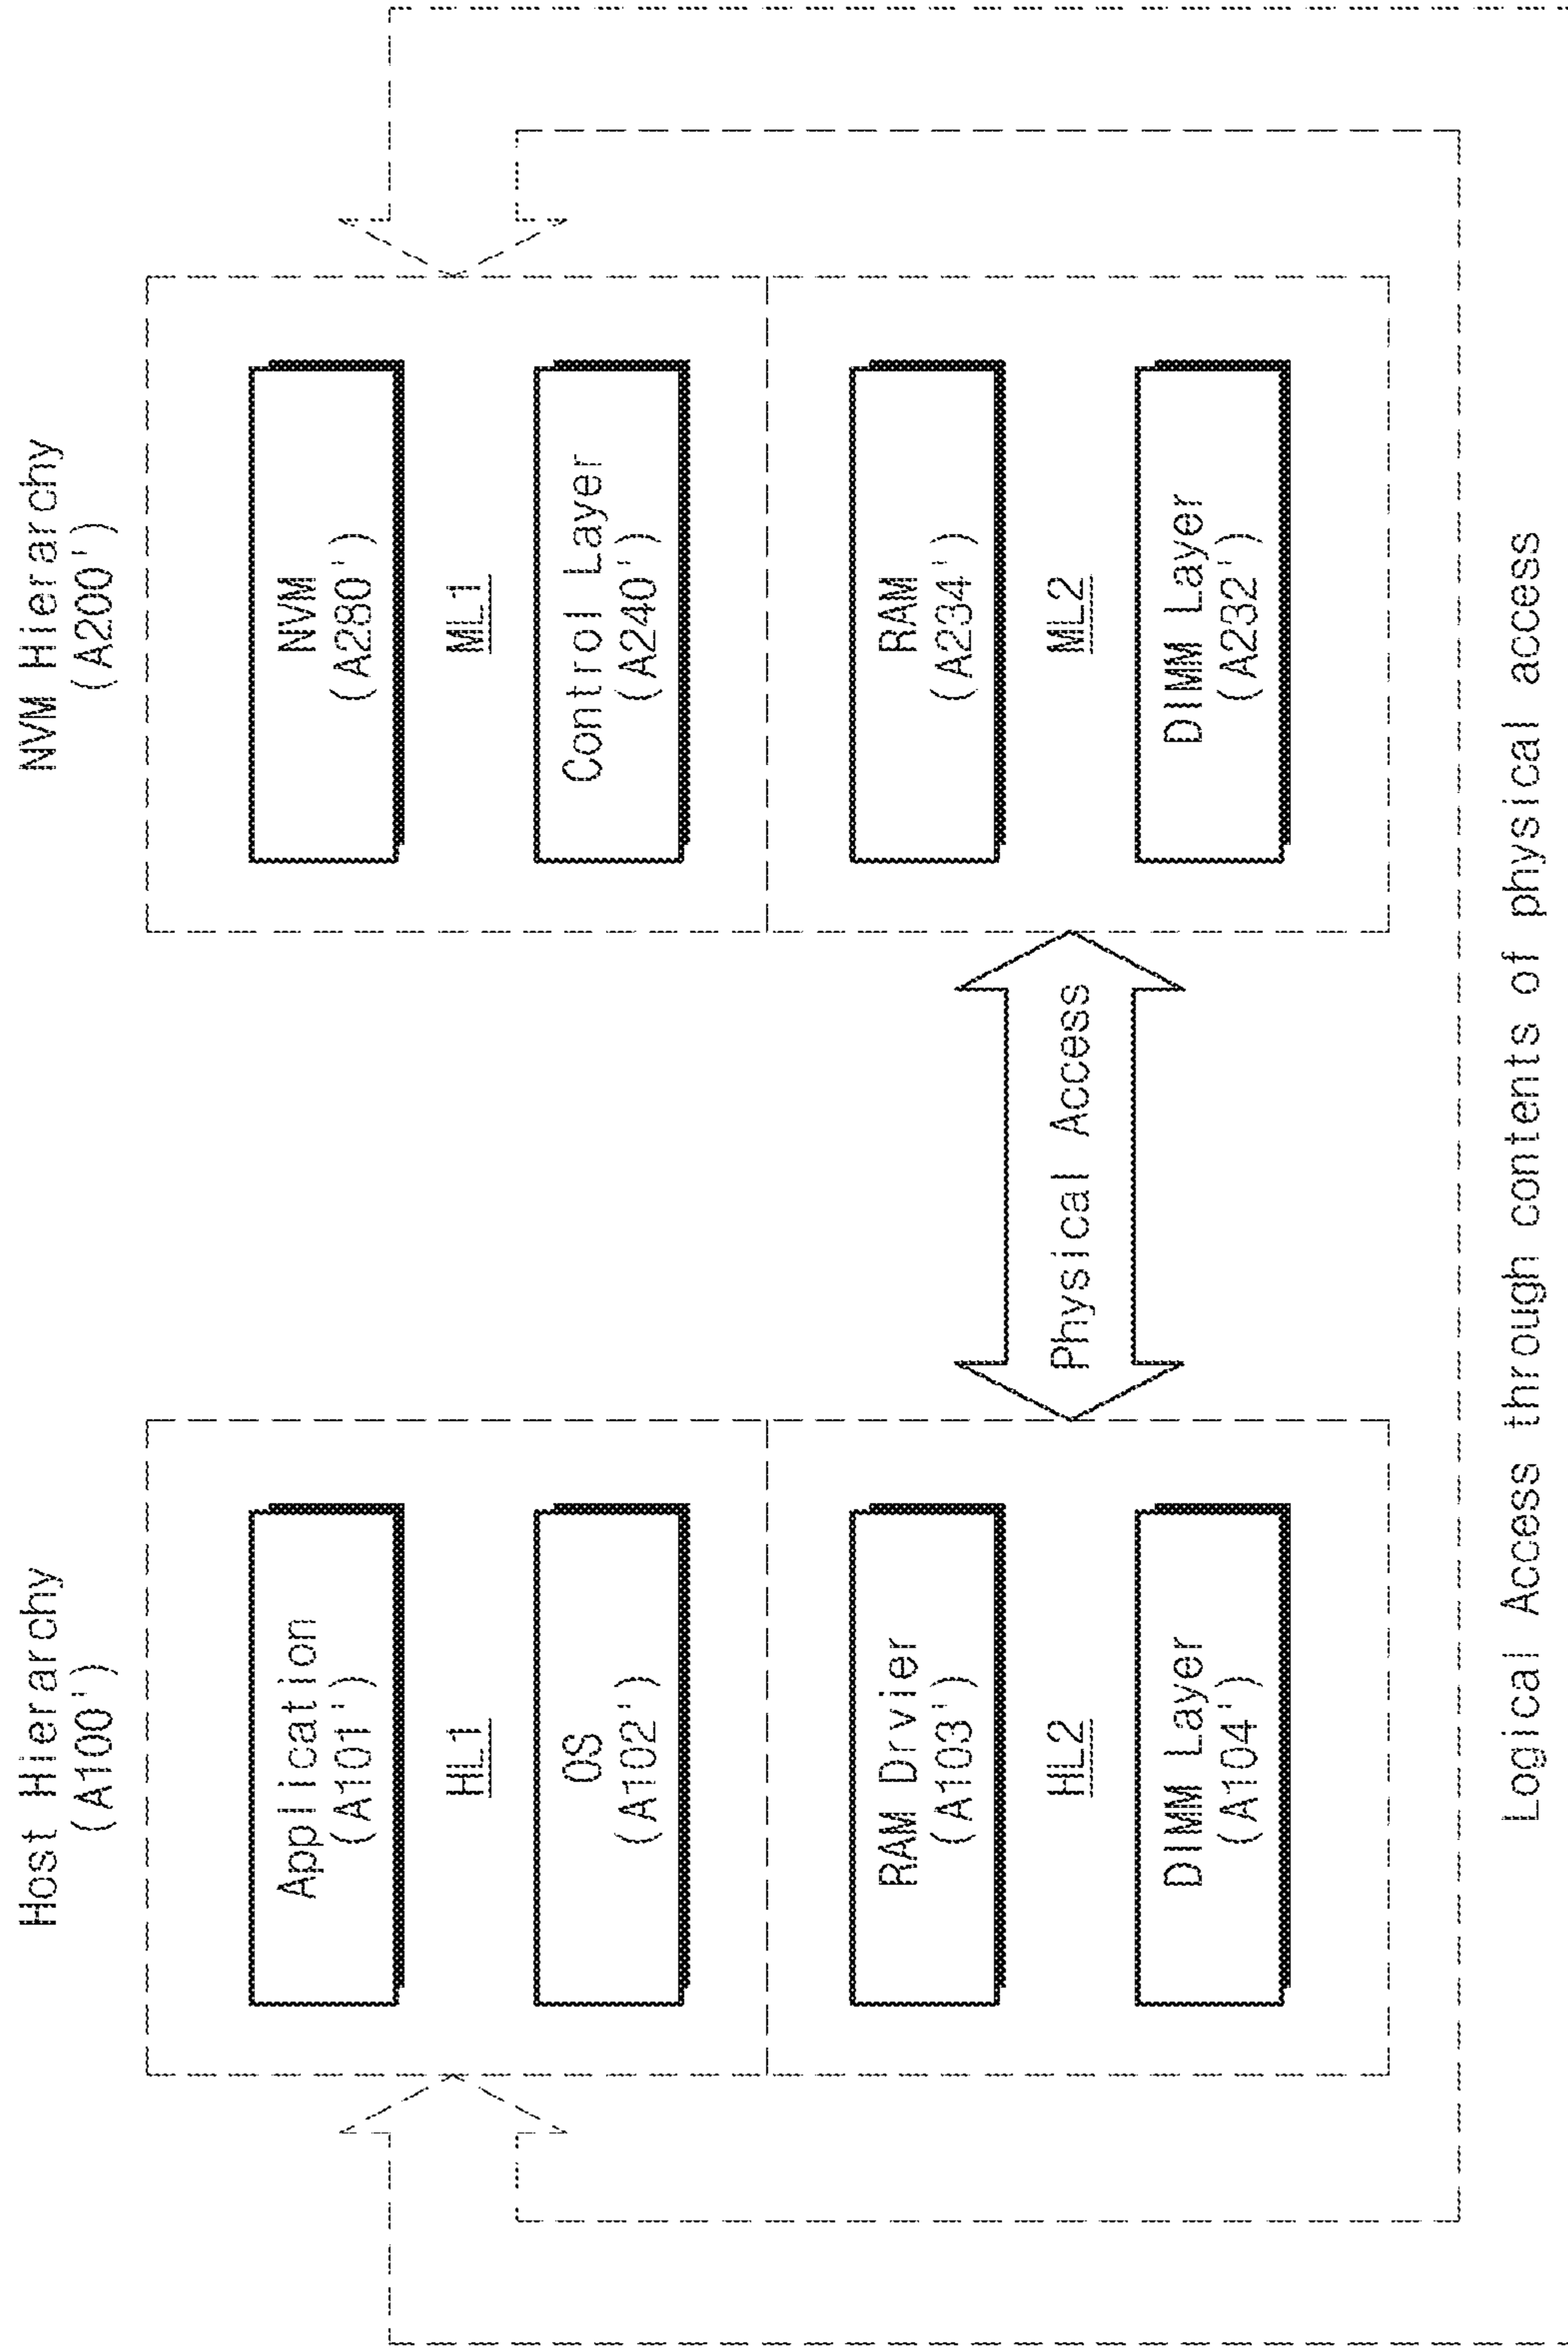 Host Hierarchy
(A100')
Application
(A101')
HL1
OS
(A102')
RAM Drvier
(A103')
HL2
DIMM Layer
(A104')
Physical Access
NVM Hierarchy
(A200')
NVM
(A280')
ML1
Control Layer
(A240')
RAM
(A234')
ML2
DIMM Layer
(A232')
Logical Access through contents of physical access